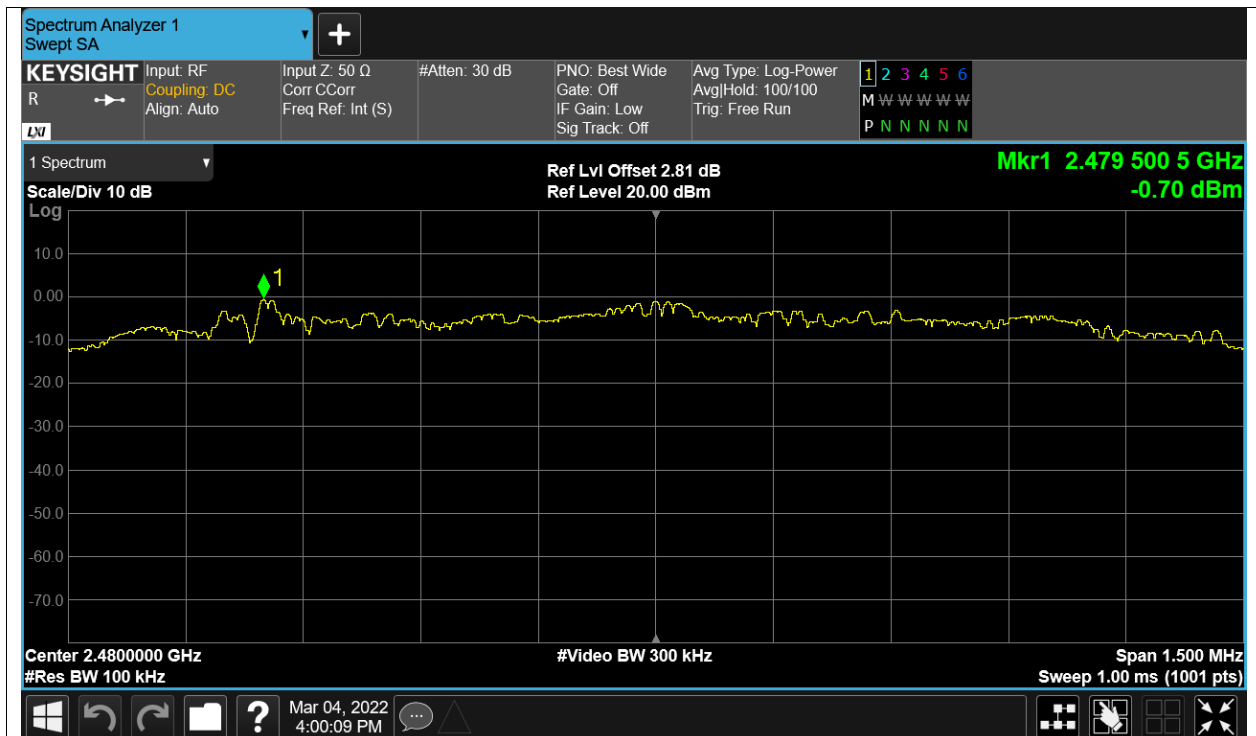 Spectrum Analyzer 1
Swept SA
+
KEYSIGHT
R
LXI
Input: RF
Coupling: DC
Align: Auto
Input Z: 50 Ω
Corr CCorr
Freq Ref: Int (S)
#Atten: 30 dB
PNO: Best Wide
Gate: Off
IF Gain: Low
Sig Track: Off
Avg Type: Log-Power
Avg|Hold: 100/100
Trig: Free Run
1 2 3 4 5 6
M W W W W W
P N N N N N N
1 Spectrum
Scale/Div 10 dB
Log
Ref Lvl Offset 2.81 dB
Ref Level 20.00 dBm
Mkr1 2.479 500 5 GHz
-0.70 dBm
10.0
1
0.00
-10.0
-20.0
-30.0
-40.0
-50.0
-60.0
-70.0
Center 2.4800000 GHz
#Res BW 100 kHz
#Video BW 300 kHz
Span 1.500 MHz
Sweep 1.00 ms (1001 pts)
?
Mar 04, 2022
4:00:09 PM